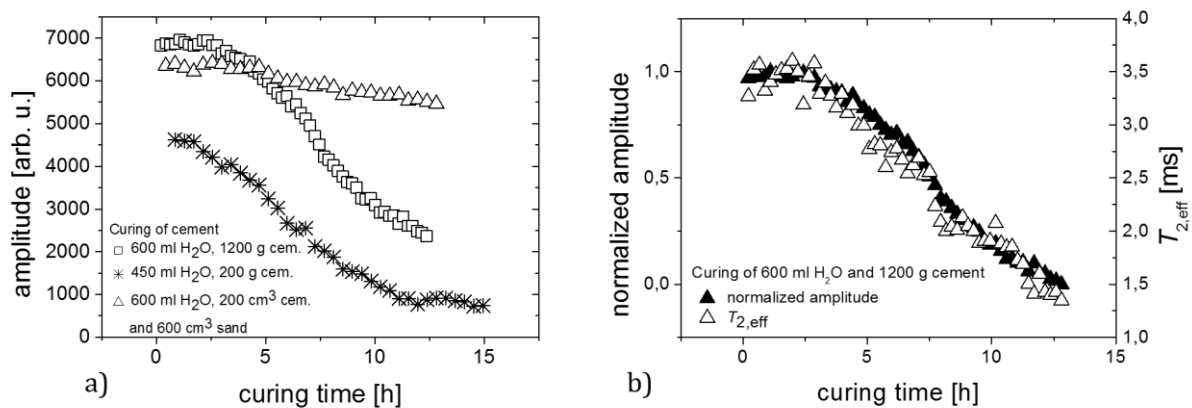 7000
6000
5000
4000
3000
2000
1000
0
amplitude [arb. u.]
Curing of cement
600 ml H₂O, 1200 g cem.
450 ml H₂O, 200 g cem.
600 ml H₂O, 200 cm³ cem.
and 600 cm³ sand
0 5 10 15
a)
curing time [h]
1,0
0,5
0,0
normalized amplitude
4,0
3,5
3,0
2,5
2,0
1,5
1,0
T2,eff [ms]
Curing of 600 ml H₂O and 1200 g cement
normalized amplitude
T2,eff
0 5 10 15
b)
curing time [h]